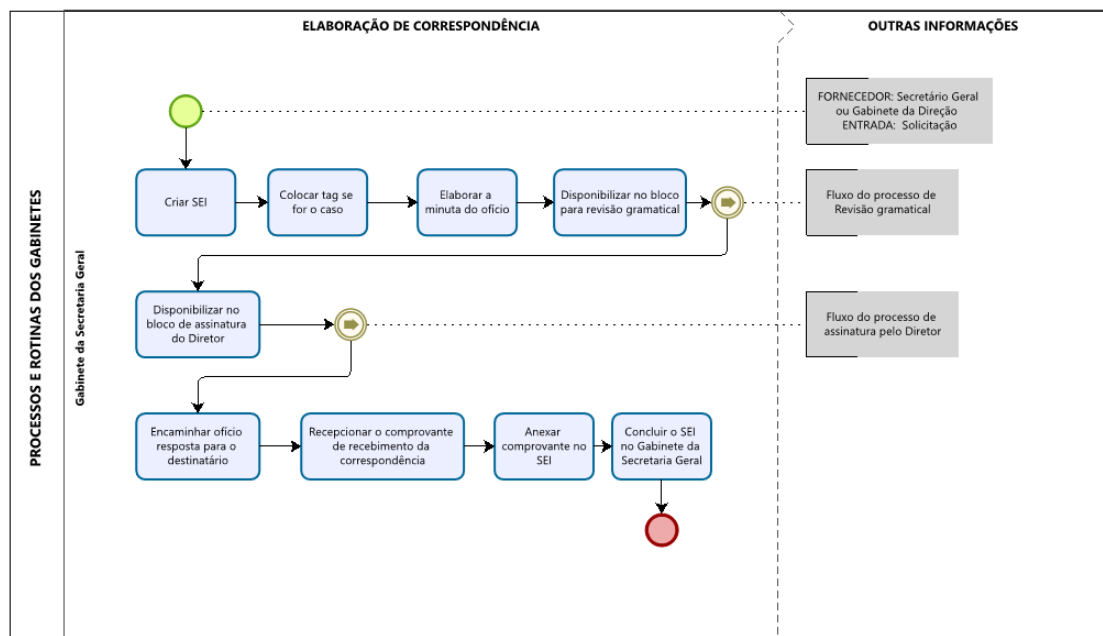 ELABORAÇÃO DE CORRESPONDÊNCIA
OUTRAS INFORMAÇÕES
PROCESSOS E ROTINAS DOS GABINETES
Gabinete da Secretaria Geral
FORNECEDOR: Secretário Geral
ou Gabinete da Direção
ENTRADA: Solicitação
Criar SEI
Colocar tag se
for o caso
Elaborar a
minuta do ofício
Disponibilizar no bloco
para revisão gramatical
Fluxo do processo de
Revisão gramatical
Disponibilizar no
bloco de assinatura
do Diretor
Fluxo do processo de
assinatura pelo Diretor
Encaminhar ofício
resposta para o
destinatário
Recepcionar o comprovante
de recebimento da
correspondência
Anexar
comprovante no
SEI
Concluir o SEI
no Gabinete da
Secretaria Geral